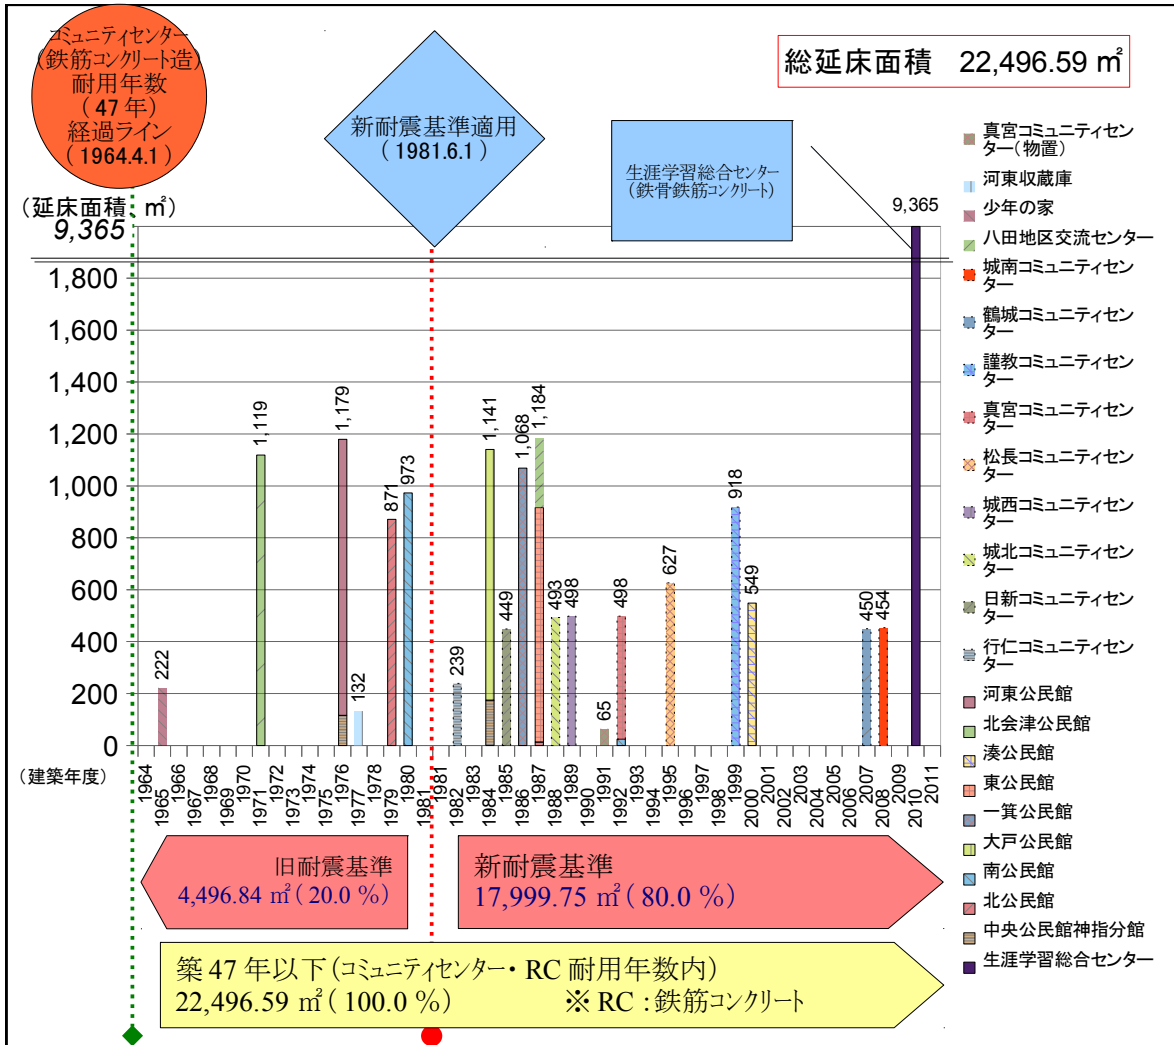 コミュニティセンター
(鉄筋コンクリート造)
耐用年数
(47年)
経過ライン
(1964.4.1)
新耐震基準適用
(1981.6.1)
総延床面積 22,496.59 ㎡
生涯学習総合センター
(鉄骨鉄筋コンクリート)
(延床面積、㎡)
9,365
1,800
1,600
1,400
1,200
1,000
800
600
400
200
0
(建築年度)
222
1,119
1,179
132
871
973
239
1,141
449
1,068
1,184
493
498
65
498
627
918
549
450
454
9,365
1964
1965
1966
1967
1968
1969
1970
1971
1972
1973
1974
1975
1976
1977
1978
1979
1980
1981
1981
1982
1983
1984
1985
1986
1987
1988
1989
1990
1991
1992
1993
1994
1995
1996
1997
1998
1999
2000
2001
2002
2003
2004
2005
2006
2007
2008
2009
2010
2011
真宮コミュニティセン
ター(物置)
河東収蔵庫
少年の家
八田地区交流センター
城南コミュニティセン
ター
鶴城コミュニティセン
ター
謹教コミュニティセン
ター
真宮コミュニティセン
ター
松長コミュニティセン
ター
城西コミュニティセン
ター
城北コミュニティセン
ター
日新コミュニティセン
ター
行仁コミュニティセン
ター
河東公民館
北会津公民館
湊公民館
東公民館
一箕公民館
大戸公民館
南公民館
北公民館
中央公民館神指分館
生涯学習総合センター
旧耐震基準
4,496.84 ㎡(20.0 %)
新耐震基準
17,999.75 ㎡(80.0 %)
築47年以下(コミュニティセンター・RC耐用年数内)
22,496.59 ㎡(100.0 %) ※RC:鉄筋コンクリート